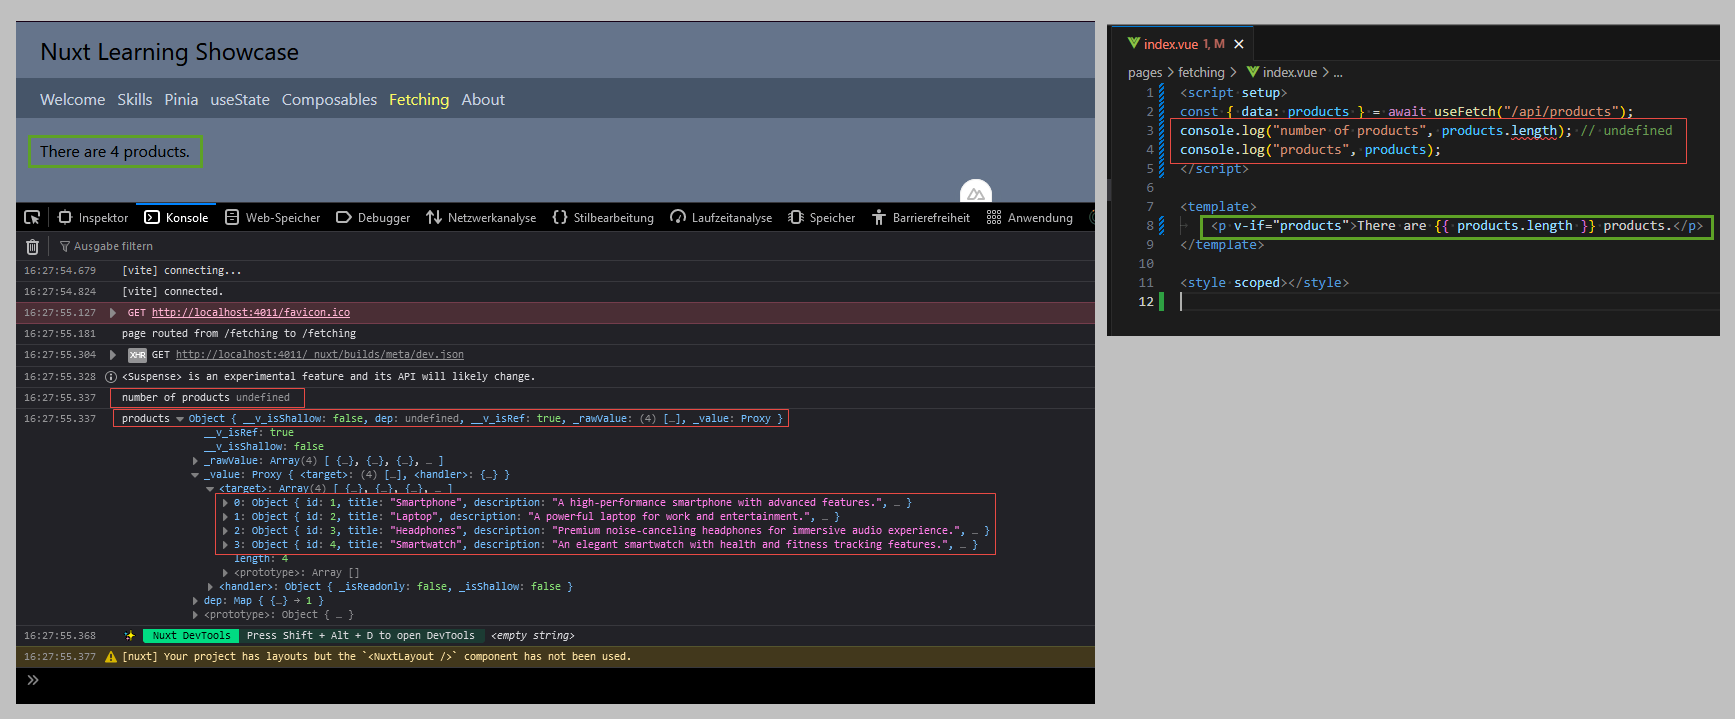 Nuxt Learning Showcase
Welcome Skills Pinia useState Composables Fetching About
There are 4 products.
Inspektor Konsole Web-Speicher Debugger Netzwerkanalyse Stilbearbeitung Laufzeitanalyse Speicher Barrierefreiheit Anwendung
Ausgabe filtern
16:27:54.679 [vite] connecting...
16:27:54.824 [vite] connected.
16:27:55.127 GET http://localhost:4011/favicon.ico
16:27:55.181 page routed from /fetching to /fetching
16:27:55.304 XHR GET http://localhost:4011/_nuxt/builds/meta/dev.json
16:27:55.328 <Suspense> is an experimental feature and its API will likely change.
16:27:55.337 number of products undefined
16:27:55.337 products Object { __v_isShallow: false, dep: undefined, __v_isRef: true, _rawValue: (4) […], _value: Proxy }
__v_isRef: true
__v_isShallow: false
_rawValue: Array(4) [ {…}, {…}, {…}, … ]
_value: Proxy { <target>: (4) […], <handler>: {…} }
<target>: Array(4) [ {…}, {…}, {…}, … ]
0: Object { id: 1, title: "Smartphone", description: "A high-performance smartphone with advanced features.", … }
1: Object { id: 2, title: "Laptop", description: "A powerful laptop for work and entertainment.", … }
2: Object { id: 3, title: "Headphones", description: "Premium noise-canceling headphones for immersive audio experience.", … }
3: Object { id: 4, title: "Smartwatch", description: "An elegant smartwatch with health and fitness tracking features.", … }
length: 4
<prototype>: Array []
<handler>: Object { _isReadonly: false, _isShallow: false }
dep: Map { {…} → 1 }
<prototype>: Object { … }
16:27:55.368 ✨ Nuxt DevTools Press Shift + Alt + D to open DevTools <empty string>
16:27:55.377 [nuxt] Your project has layouts but the `<NuxtLayout />` component has not been used.
»
index.vue 1, M ×
pages > fetching > index.vue > ...
1 <script setup>
2 const { data: products } = await useFetch("/api/products");
3 console.log("number of products", products.length); // undefined
4 console.log("products", products);
5 </script>
6
7 <template>
8 <p v-if="products">There are {{ products.length }} products.</p>
9 </template>
10
11 <style scoped></style>
12